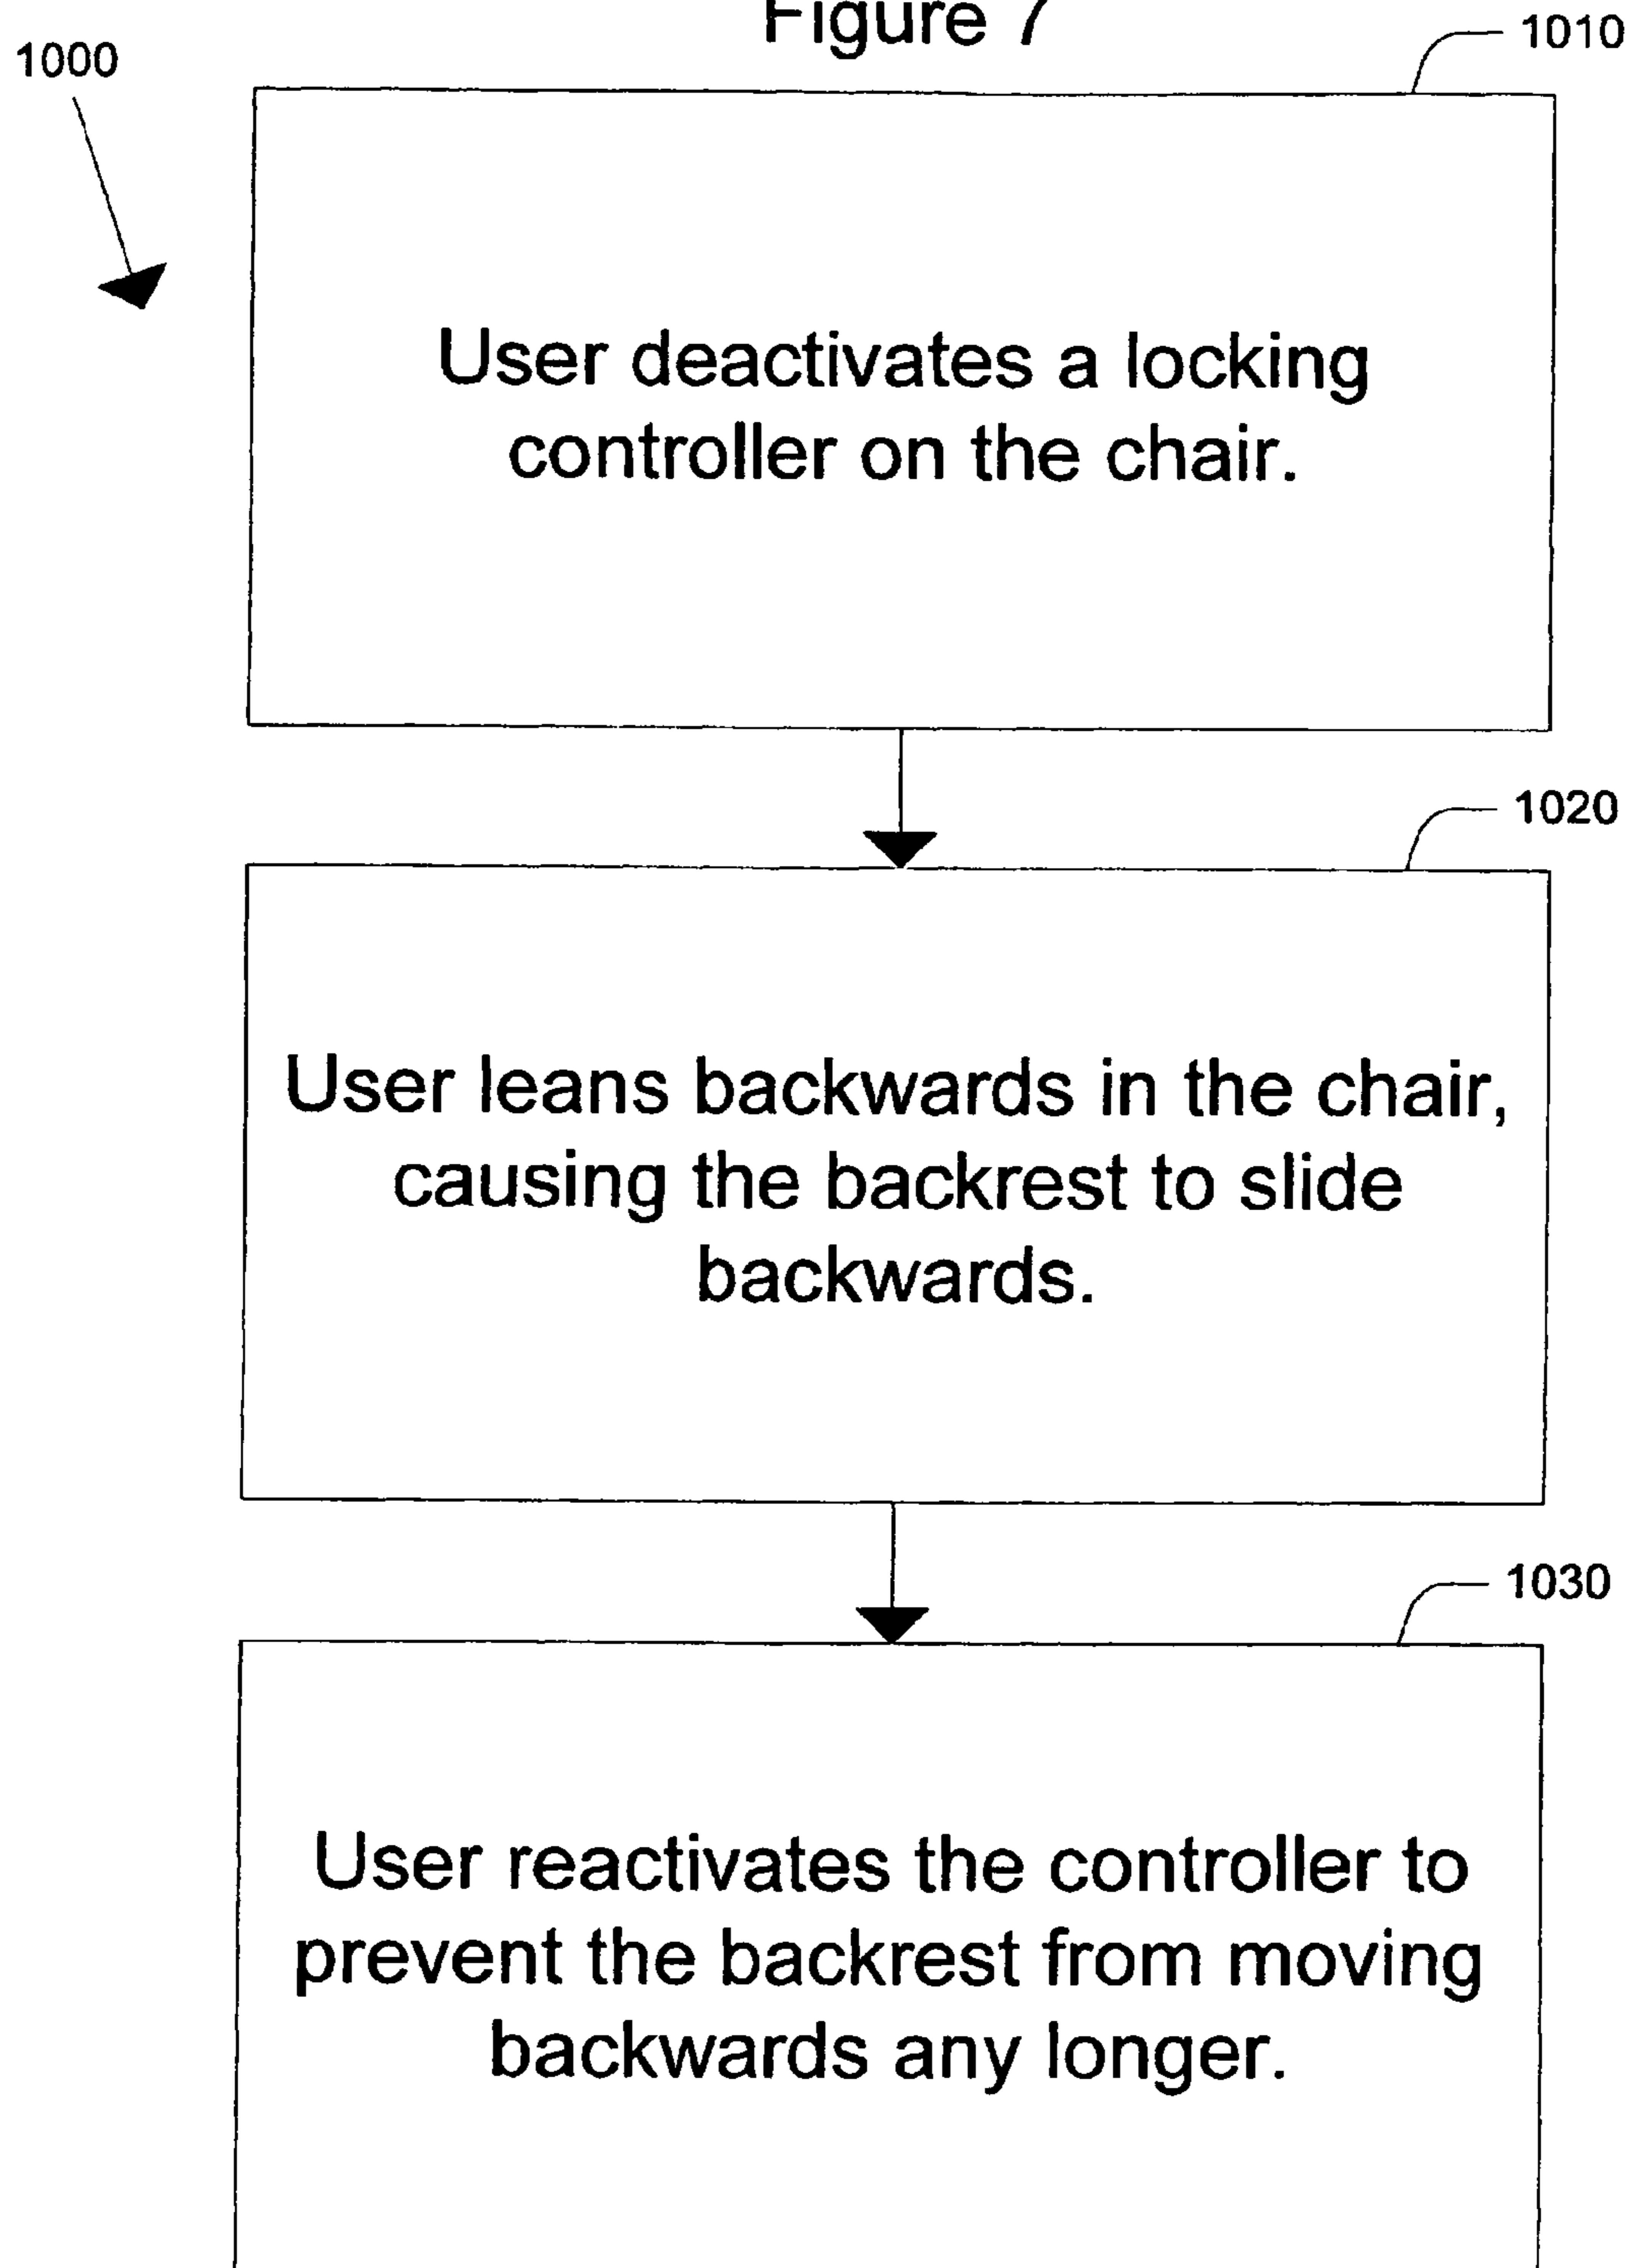 Figure 7
1010
1000
User deactivates a locking
controller on the chair.
1020
User leans backwards in the chair,
causing the backrest to slide
backwards.
1030
User reactivates the controller to
prevent the backrest from moving
backwards any longer.